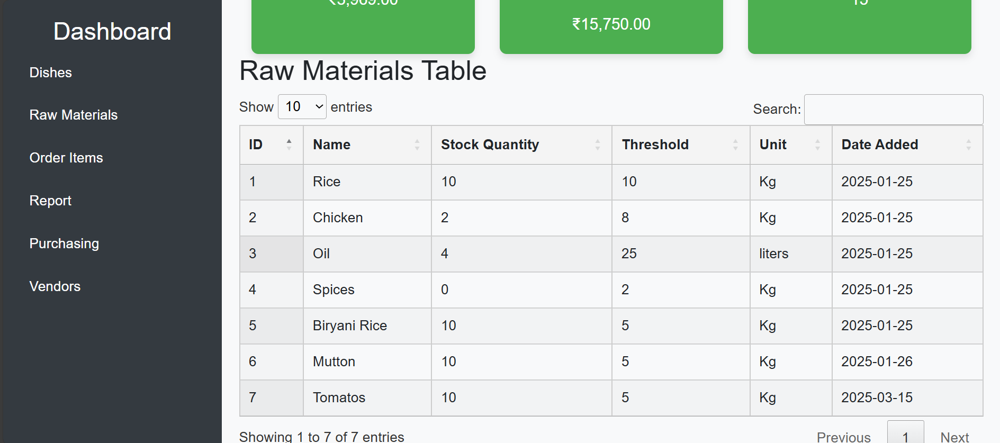 Dashboard
Dishes
Raw Materials
Order Items
Report
Purchasing
Vendors
₹15,750.00
Raw Materials Table
Show 10 entries
Search:
ID Name Stock Quantity Threshold Unit Date Added
1 Rice 10 10 Kg 2025-01-25
2 Chicken 2 8 Kg 2025-01-25
3 Oil 4 25 liters 2025-01-25
4 Spices 0 2 Kg 2025-01-25
5 Biryani Rice 10 5 Kg 2025-01-25
6 Mutton 10 5 Kg 2025-01-26
7 Tomatos 10 5 Kg 2025-03-15
Showing 1 to 7 of 7 entries
Previous 1 Next